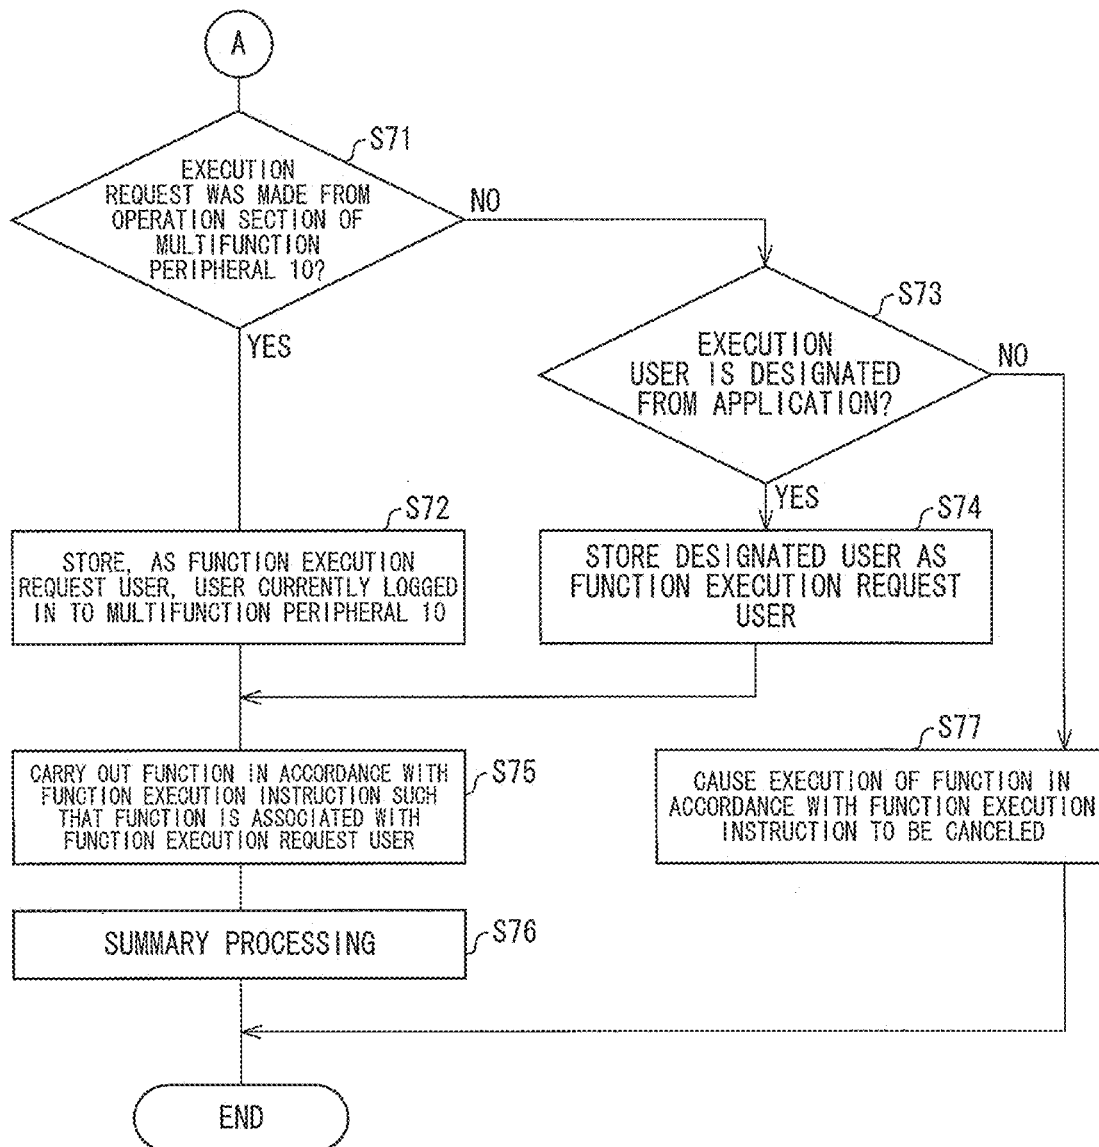 A
S71
EXECUTION
REQUEST WAS MADE FROM
OPERATION SECTION OF
MULTIFUNCTION
PERIPHERAL 10?
NO
YES
S73
EXECUTION
USER IS DESIGNATED
FROM APPLICATION?
NO
YES
S72
STORE, AS FUNCTION EXECUTION
REQUEST USER, USER CURRENTLY LOGGED
IN TO MULTIFUNCTION PERIPHERAL 10
S74
STORE DESIGNATED USER AS
FUNCTION EXECUTION REQUEST
USER
S75
CARRY OUT FUNCTION IN ACCORDANCE WITH
FUNCTION EXECUTION INSTRUCTION SUCH
THAT FUNCTION IS ASSOCIATED WITH
FUNCTION EXECUTION REQUEST USER
S77
CAUSE EXECUTION OF FUNCTION IN
ACCORDANCE WITH FUNCTION EXECUTION
INSTRUCTION TO BE CANCELED
S76
SUMMARY PROCESSING
END